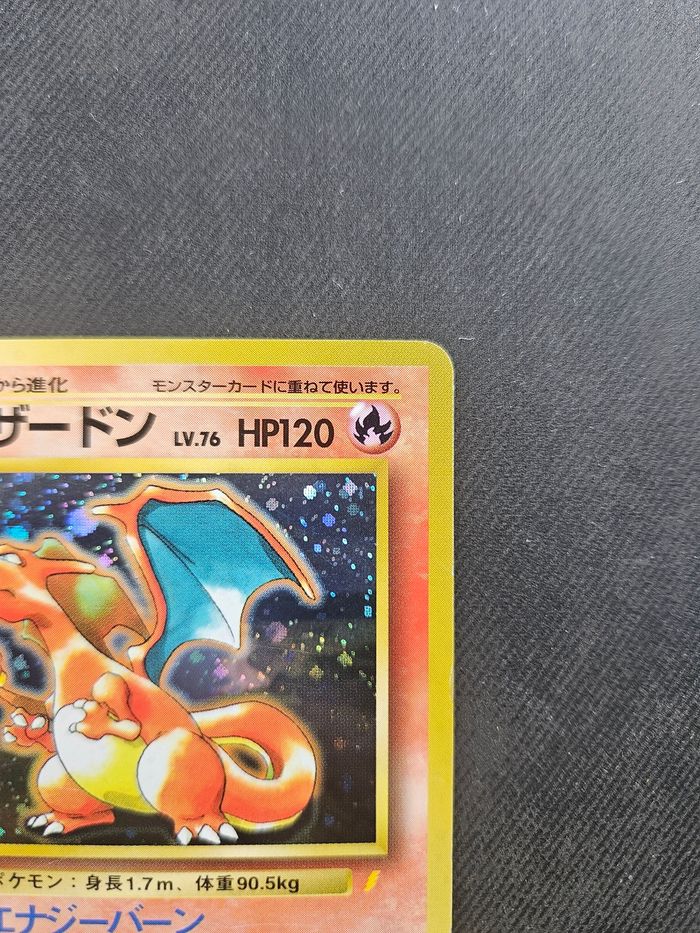 から進化
モンスターカードに重ねて使います。
ザードン LV.76 HP120
ポケモン：身長1.7m、体重90.5kg
エナジーバーン